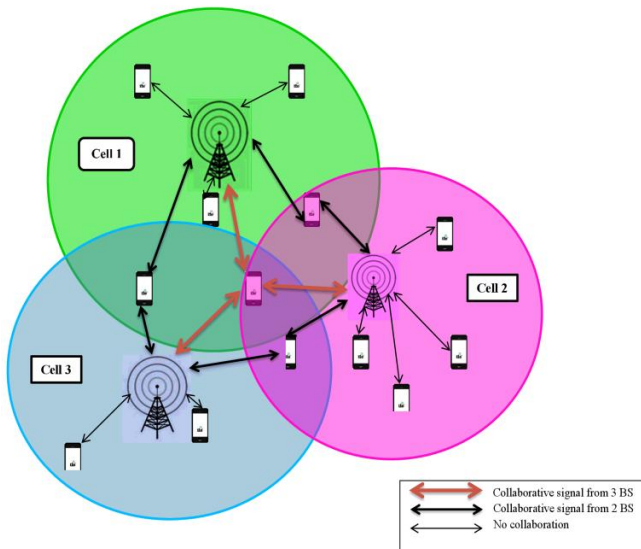 Cell 1
Cell 2
Cell 3
Collaborative signal from 3 BS
Collaborative signal from 2 BS
No collaboration